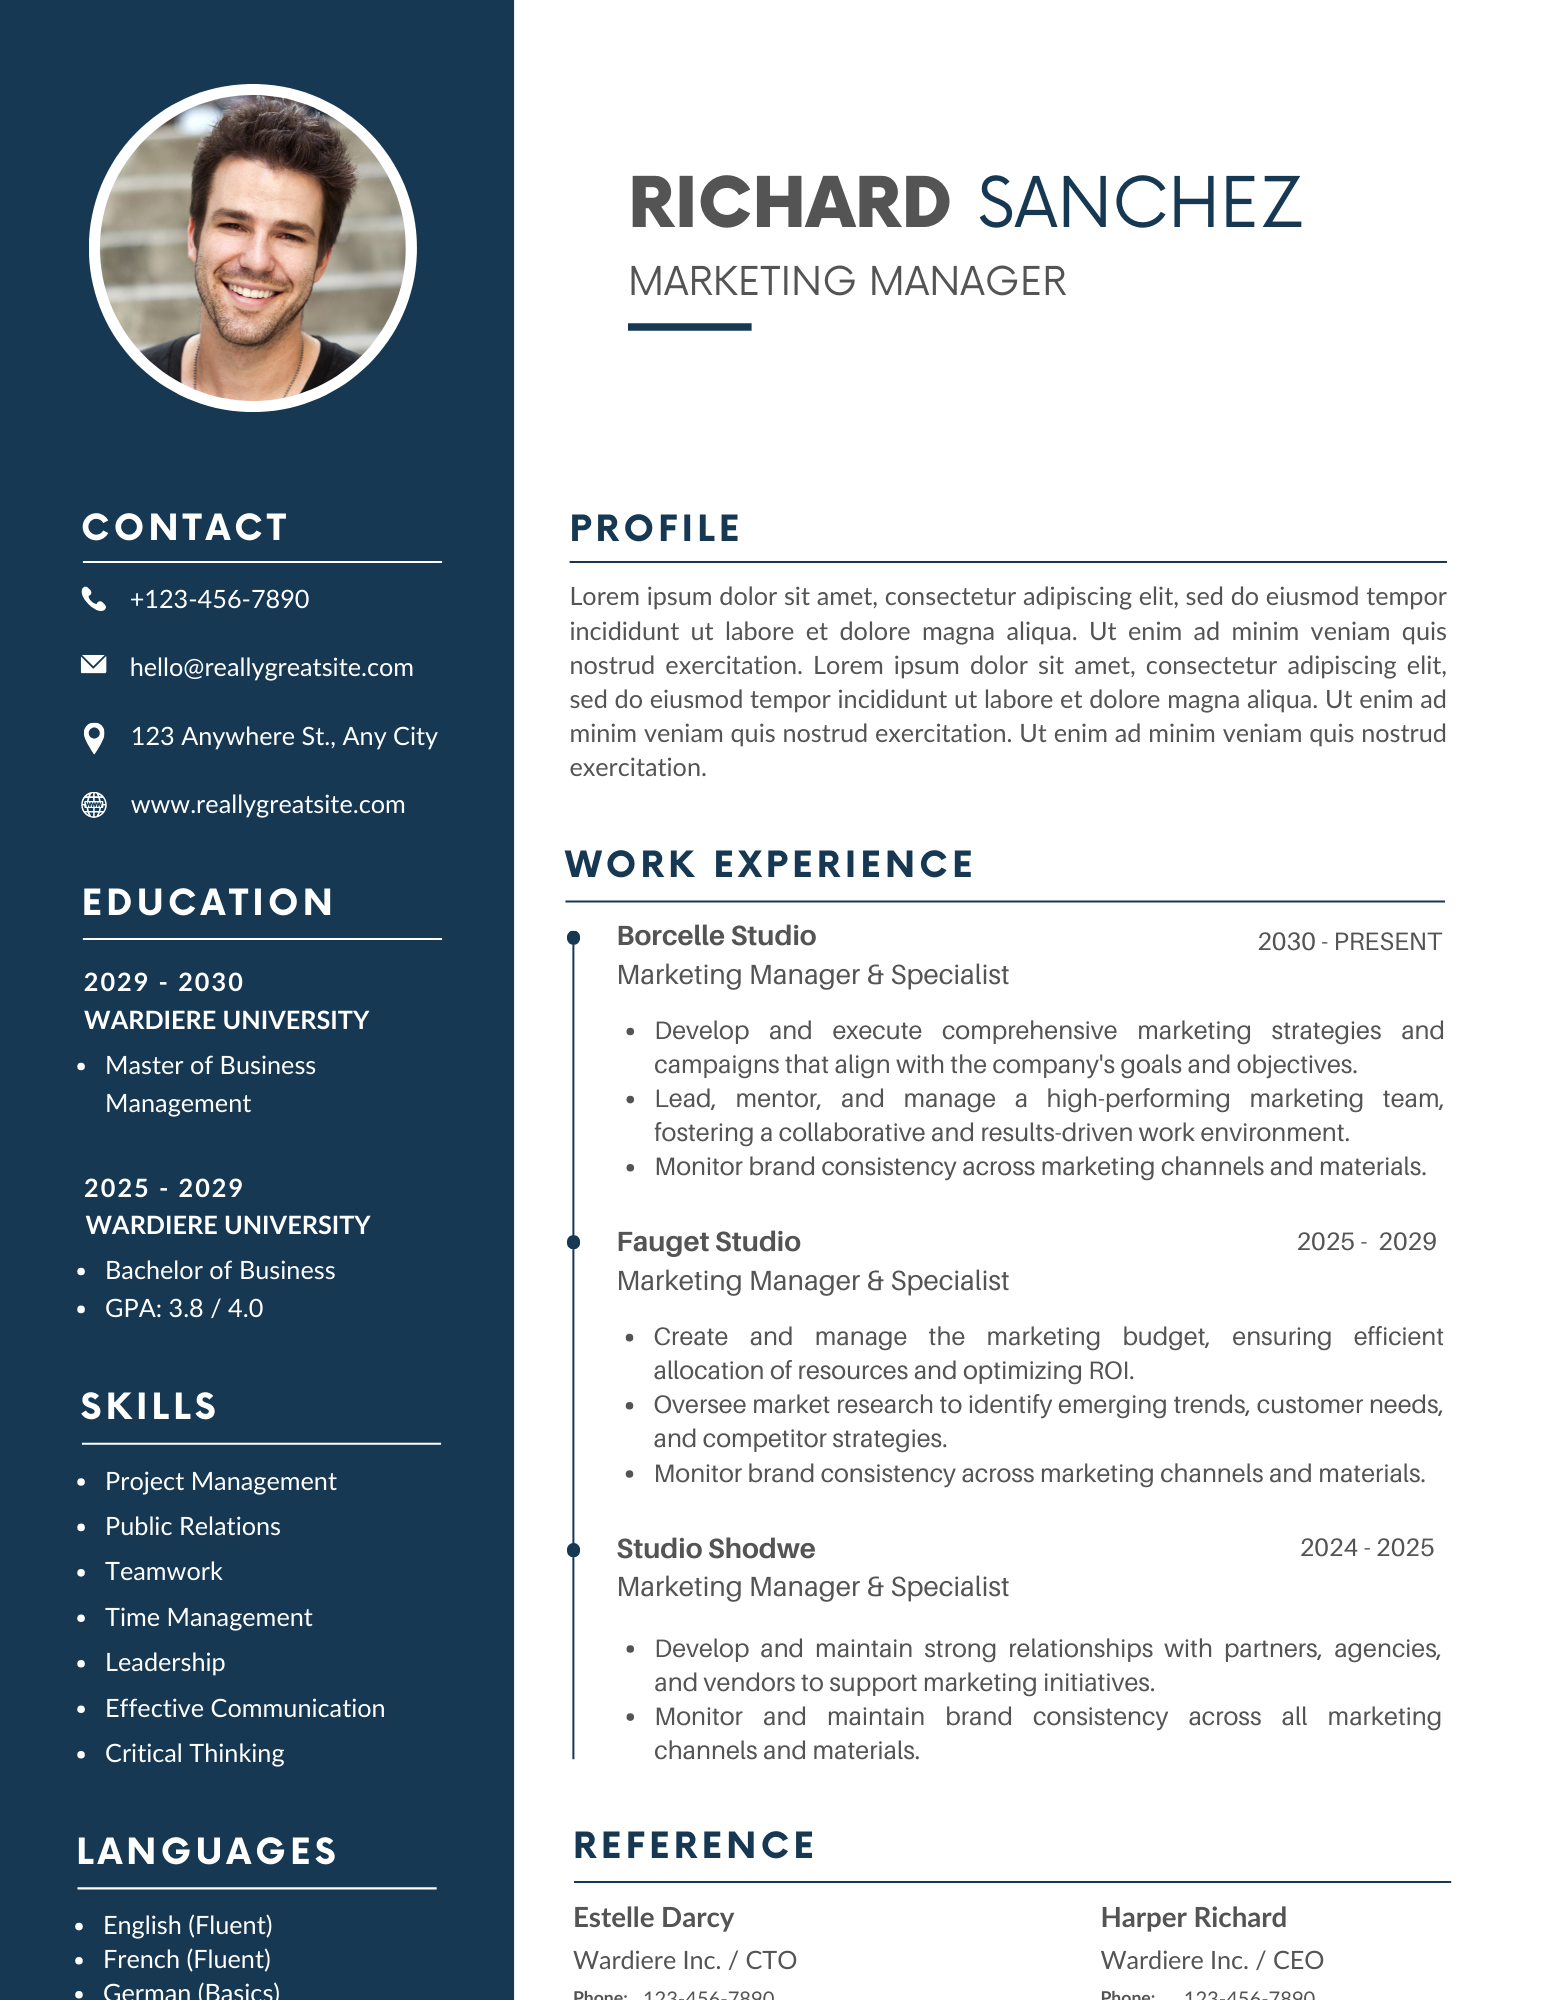 RICHARD SANCHEZ
MARKETING MANAGER
CONTACT
+123-456-7890
hello@reallygreatsite.com
123 Anywhere St., Any City
www.reallygreatsite.com
EDUCATION
2029 - 2030
WARDIERE UNIVERSITY
• Master of Business
Management
2025 - 2029
WARDIERE UNIVERSITY
• Bachelor of Business
• GPA: 3.8 / 4.0
SKILLS
• Project Management
• Public Relations
• Teamwork
• Time Management
• Leadership
• Effective Communication
• Critical Thinking
LANGUAGES
• English (Fluent)
• French (Fluent)
• German (Basics)
PROFILE
Lorem ipsum dolor sit amet, consectetur adipiscing elit, sed do eiusmod tempor
incididunt ut labore et dolore magna aliqua. Ut enim ad minim veniam quis
nostrud exercitation. Lorem ipsum dolor sit amet, consectetur adipiscing elit,
sed do eiusmod tempor incididunt ut labore et dolore magna aliqua. Ut enim ad
minim veniam quis nostrud exercitation. Ut enim ad minim veniam quis nostrud
exercitation.
WORK EXPERIENCE
Borcelle Studio 2030 - PRESENT
Marketing Manager & Specialist
• Develop and execute comprehensive marketing strategies and
campaigns that align with the company's goals and objectives.
• Lead, mentor, and manage a high-performing marketing team,
fostering a collaborative and results-driven work environment.
• Monitor brand consistency across marketing channels and materials.
Fauget Studio 2025 - 2029
Marketing Manager & Specialist
• Create and manage the marketing budget, ensuring efficient
allocation of resources and optimizing ROI.
• Oversee market research to identify emerging trends, customer needs,
and competitor strategies.
• Monitor brand consistency across marketing channels and materials.
Studio Shodwe 2024 - 2025
Marketing Manager & Specialist
• Develop and maintain strong relationships with partners, agencies,
and vendors to support marketing initiatives.
• Monitor and maintain brand consistency across all marketing
channels and materials.
REFERENCE
Estelle Darcy
Wardiere Inc. / CTO
Phone: 123-456-7890
Harper Richard
Wardiere Inc. / CEO
Phone: 123-456-7890